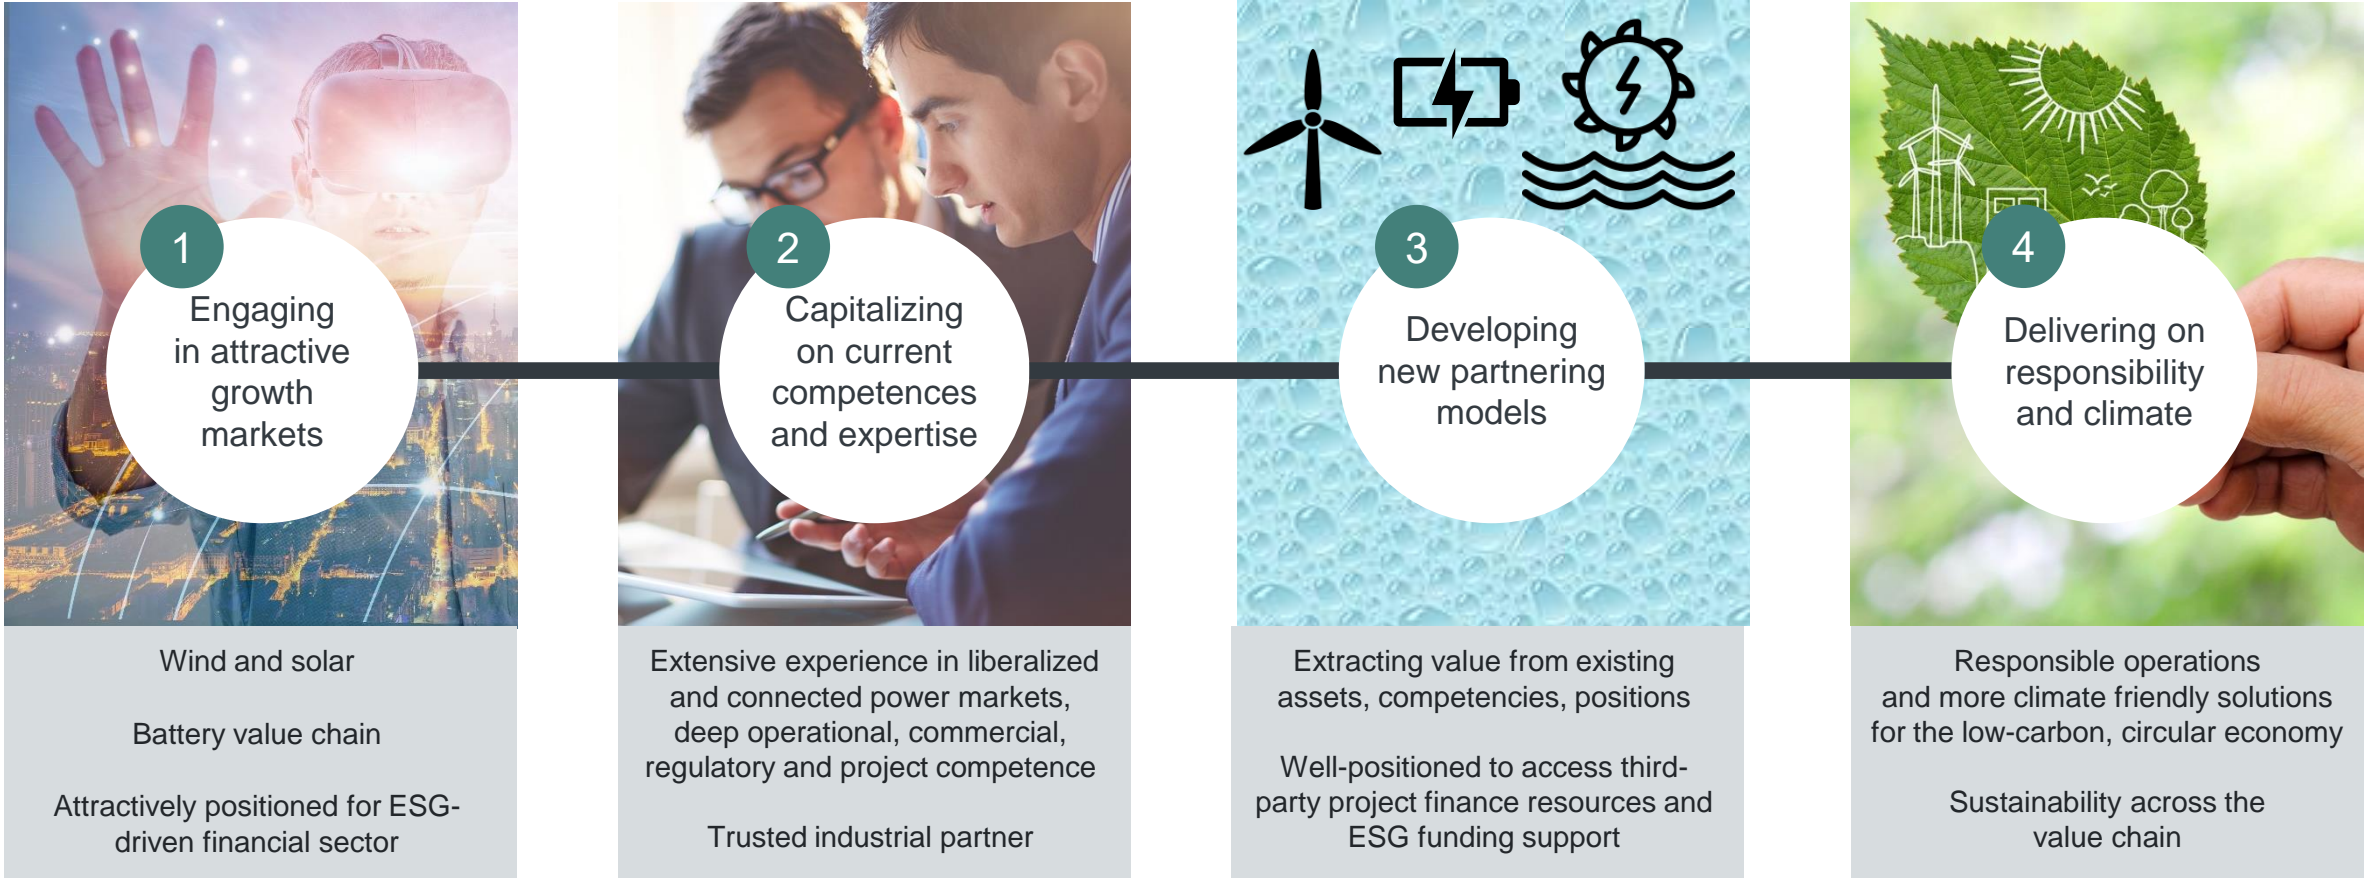 1
Engaging
in attractive
growth
markets
Wind and solar
Battery value chain
Attractively positioned for ESG-
driven financial sector
2
Capitalizing
on current
competences
and expertise
Extensive experience in liberalized
and connected power markets,
deep operational, commercial,
regulatory and project competence
Trusted industrial partner
3
Developing
new partnering
models
Extracting value from existing
assets, competencies, positions
Well-positioned to access third-
party project finance resources and
ESG funding support
4
Delivering on
responsibility
and climate
Responsible operations
and more climate friendly solutions
for the low-carbon, circular economy
Sustainability across the
value chain